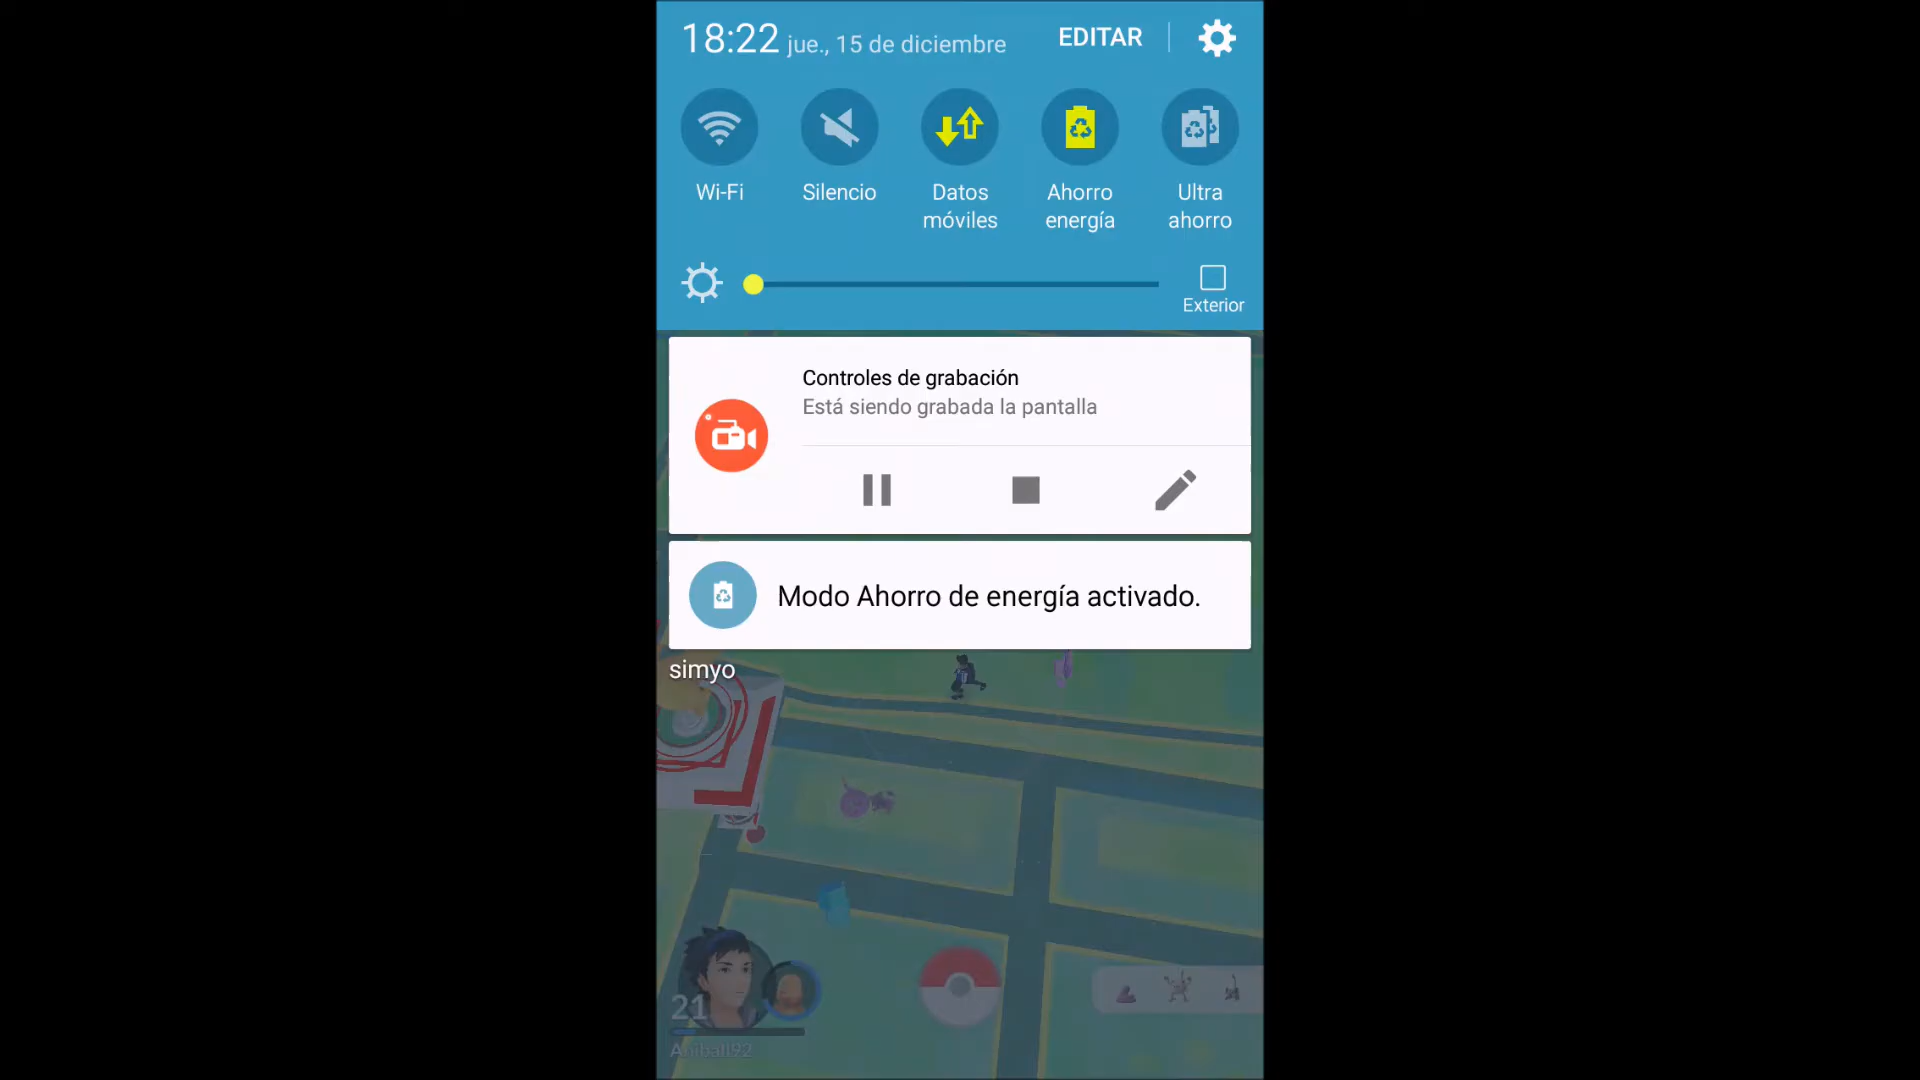 18:22 jue., 15 de diciembre EDITAR
Wi-Fi
Silencio
Datos
móviles
Ahorro
energía
Ultra
ahorro
Exterior
Controles de grabación
Está siendo grabada la pantalla
Modo Ahorro de energía activado.
simyo
21
Aniball92